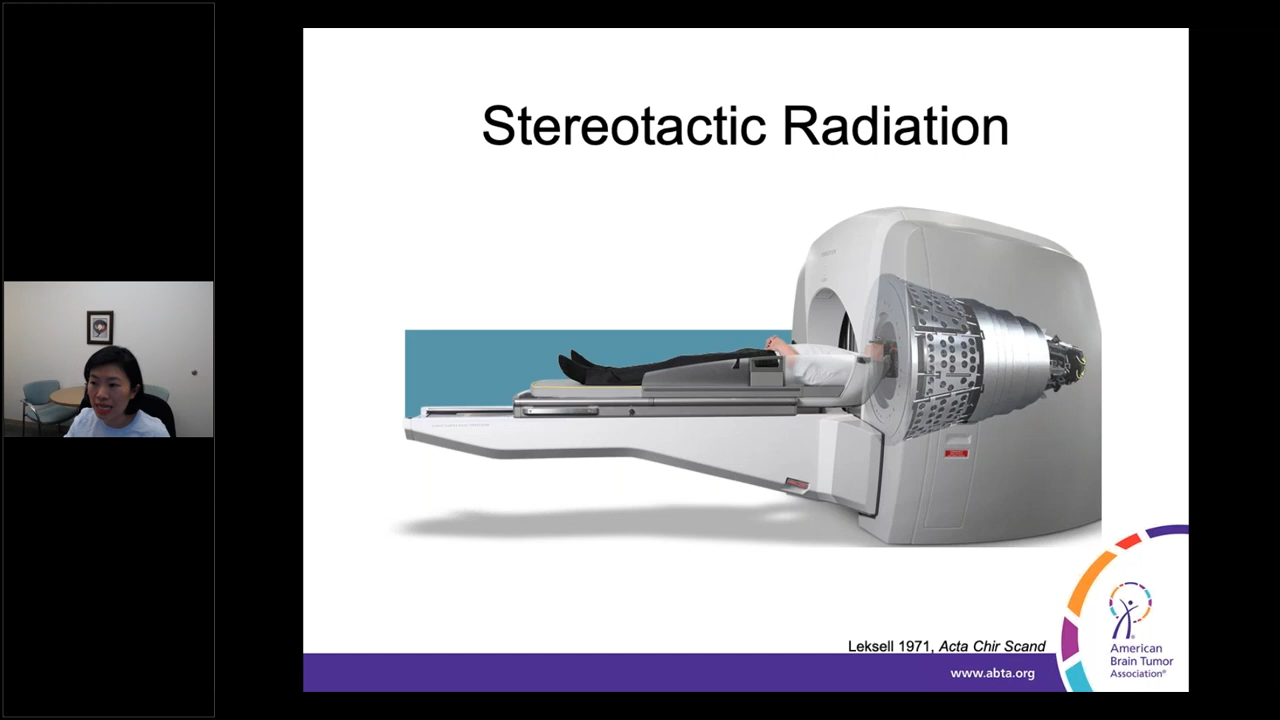 Stereotactic Radiation
Leksell 1971, Acta Chir Scand
www.abta.org
American
Brain Tumor
Association®